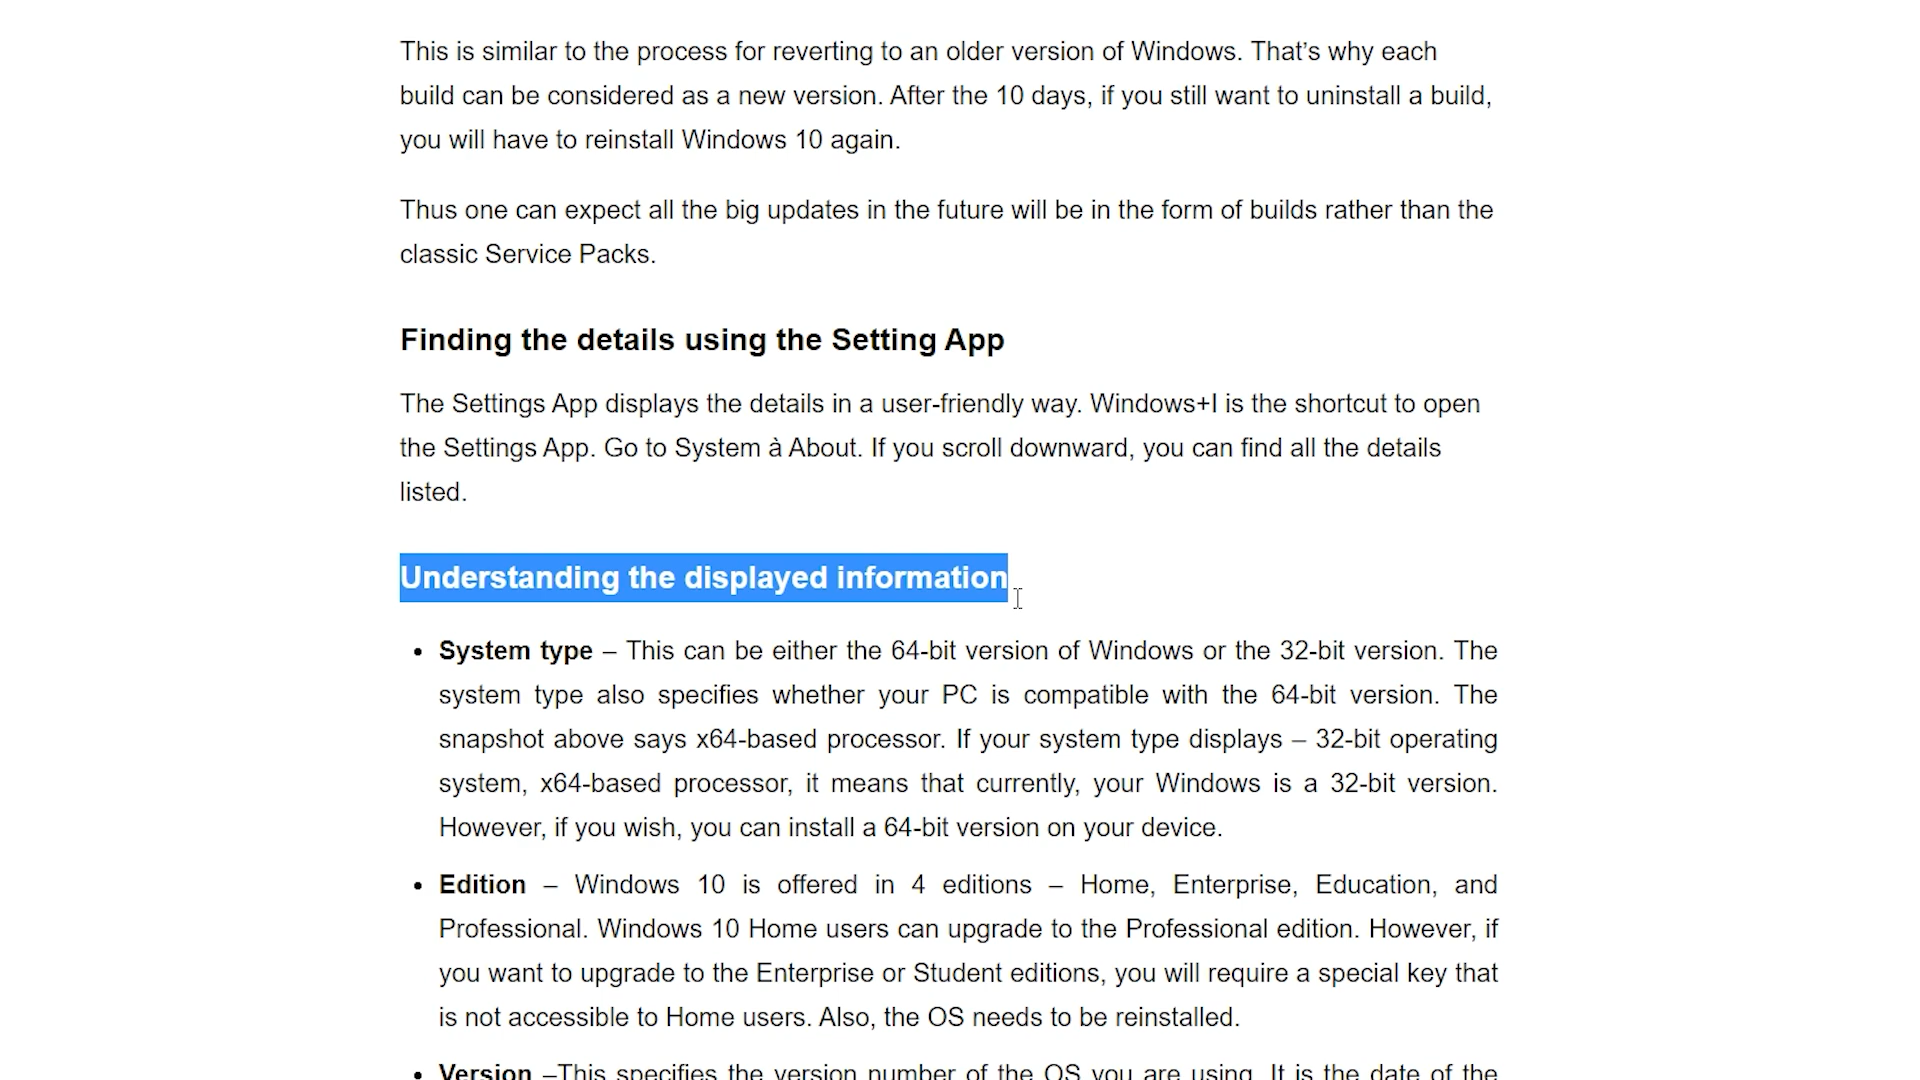 This is similar to the process for reverting to an older version of Windows. That’s why each
build can be considered as a new version. After the 10 days, if you still want to uninstall a build,
you will have to reinstall Windows 10 again.
Thus one can expect all the big updates in the future will be in the form of builds rather than the
classic Service Packs.
Finding the details using the Setting App
The Settings App displays the details in a user-friendly way. Windows+I is the shortcut to open
the Settings App. Go to System à About. If you scroll downward, you can find all the details
listed.
Understanding the displayed information
• System type – This can be either the 64-bit version of Windows or the 32-bit version. The
system type also specifies whether your PC is compatible with the 64-bit version. The
snapshot above says x64-based processor. If your system type displays – 32-bit operating
system, x64-based processor, it means that currently, your Windows is a 32-bit version.
However, if you wish, you can install a 64-bit version on your device.
• Edition – Windows 10 is offered in 4 editions – Home, Enterprise, Education, and
Professional. Windows 10 Home users can upgrade to the Professional edition. However, if
you want to upgrade to the Enterprise or Student editions, you will require a special key that
is not accessible to Home users. Also, the OS needs to be reinstalled.
• Version –This specifies the version number of the OS you are using. It is the date of the